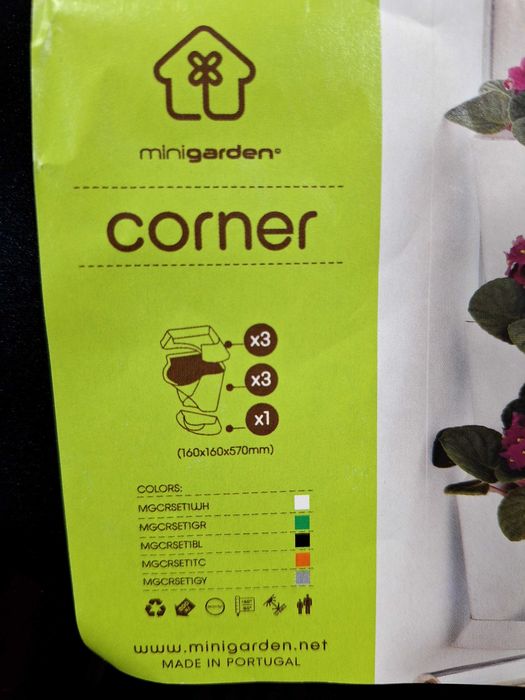 minigarden®
corner
x3
x3
x1
(160x160x570mm)
COLORS:
MGCRSET1WH
MGCRSET1GR
MGCRSET1BL
MGCRSET1TC
MGCRSET1GY
www.minigarden.net
MADE IN PORTUGAL